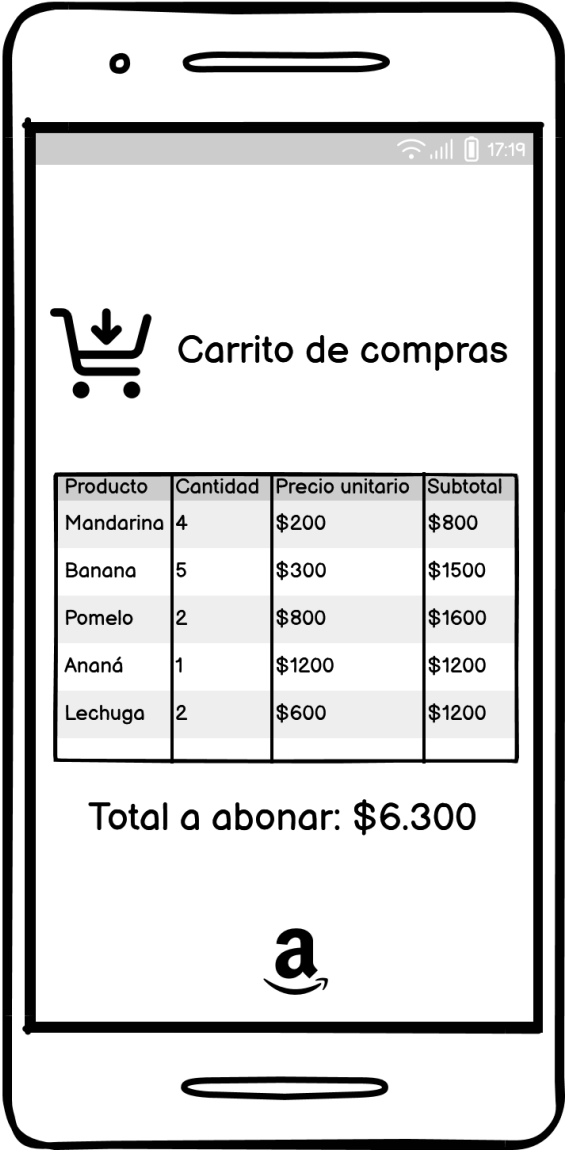 17:19
Carrito de compras
Producto Cantidad Precio unitario Subtotal
Mandarina 4 $200 $800
Banana 5 $300 $1500
Pomelo 2 $800 $1600
Ananá 1 $1200 $1200
Lechuga 2 $600 $1200
Total a abonar: $6.300
a